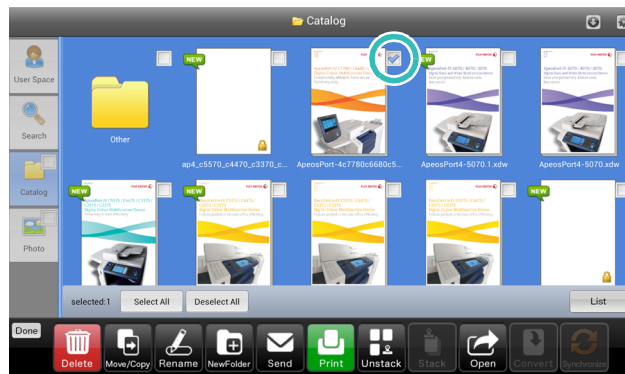 Catalog
User Space
NEW
Other
ap4_c5570_c4470_c3370_c...
ApeosPort-4c7780c6680c5...
ApeosPort4-5070.1.xdw
ApeosPort4-5070.xdw
Search
Catalog
NEW
NEW
NEW
Photo
selected:1
Select All
Deselect All
List
Done
Delete
Move/Copy
Rename
NewFolder
Send
Print
Unstack
Stack
Open
Convert
Synchronize